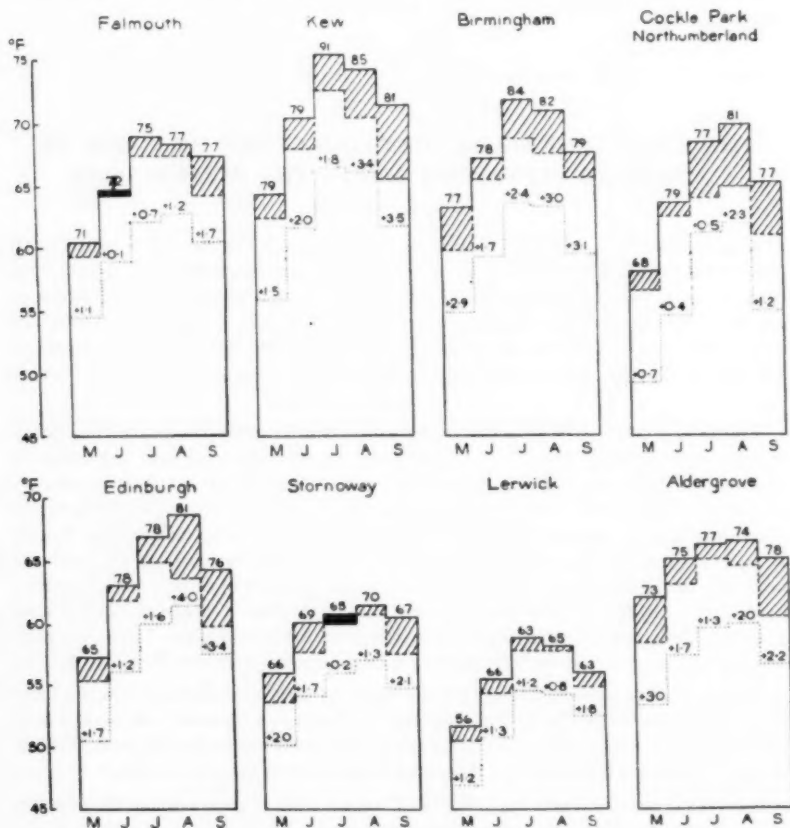 Falmouth Kew Birmingham Cockle Park
Northumberland
°F
75
70
65
60
55
50
45
71 75 77 77
+1·1 +0·1 +0·7 +1·2 +1·7
79 79 91 85 81
+1·5 +2·0 +1·8 +3·4 +3·5
77 78 84 82 79
+2·9 +1·7 +2·4 +3·0 +3·1
68 79 77 81 77
+0·7 +0·4 +0·5 +2·3 +1·2
M J J A S M J J A S M J J A S M J J A S
Edinburgh Stornoway Lerwick Aldergrove
°F
70
65
60
55
50
45
65 78 78 81 76
+1·7 +1·2 +1·6 +4·0 +3·4
66 69 70 67
+2·0 +1·7 +0·2 +1·3 +2·1
56 66 63 65 63
+1·2 +1·3 +1·2 +0·8 +1·8
73 75 77 74 78
+3·0 +1·7 +1·3 +2·0 +2·2
M J J A S M J J A S M J J A S M J J A S